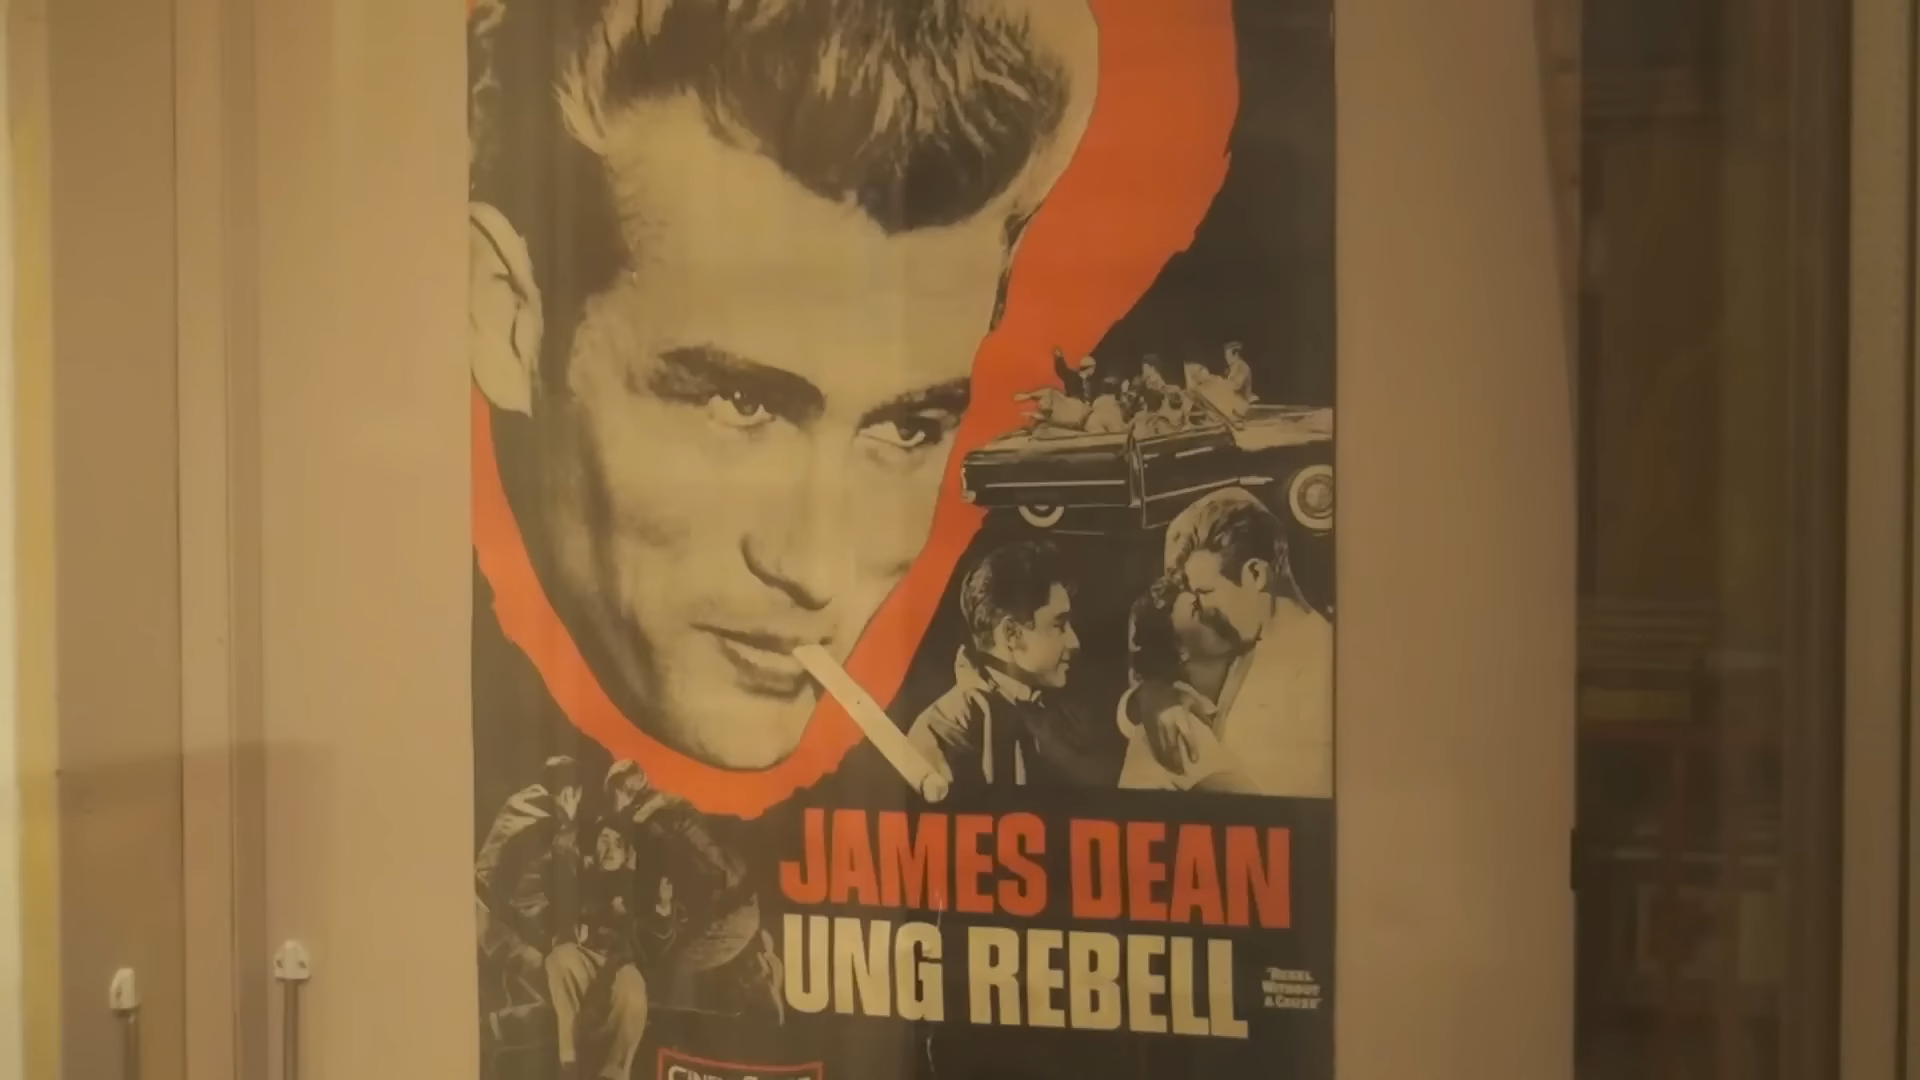 JAMES DEAN
UNG REBELL
"REBEL
WITHOUT
A CAUSE"